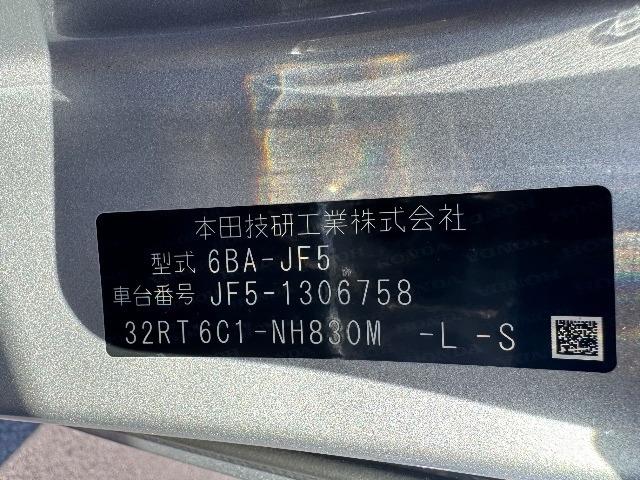 本田技研工業株式会社
型式 6BA-JF5
車台番号 JF5-1306758
32RT6C1-NH830M -L -S